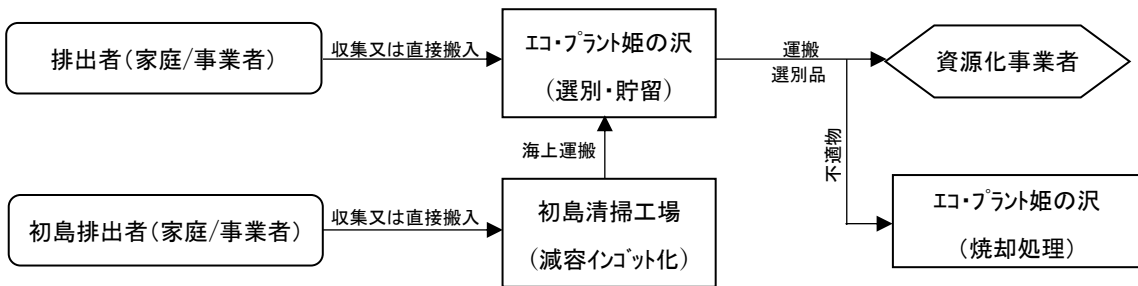 排出者（家庭/事業者）
収集又は直接搬入
ｴｺ・ﾌﾟﾗﾝﾄ姫の沢
（選別・貯留）
運搬
選別品
資源化事業者
海上運搬
不適物
初島排出者（家庭/事業者）
収集又は直接搬入
初島清掃工場
（減容ｲﾝｺﾞｯﾄ化）
ｴｺ・ﾌﾟﾗﾝﾄ姫の沢
（焼却処理）